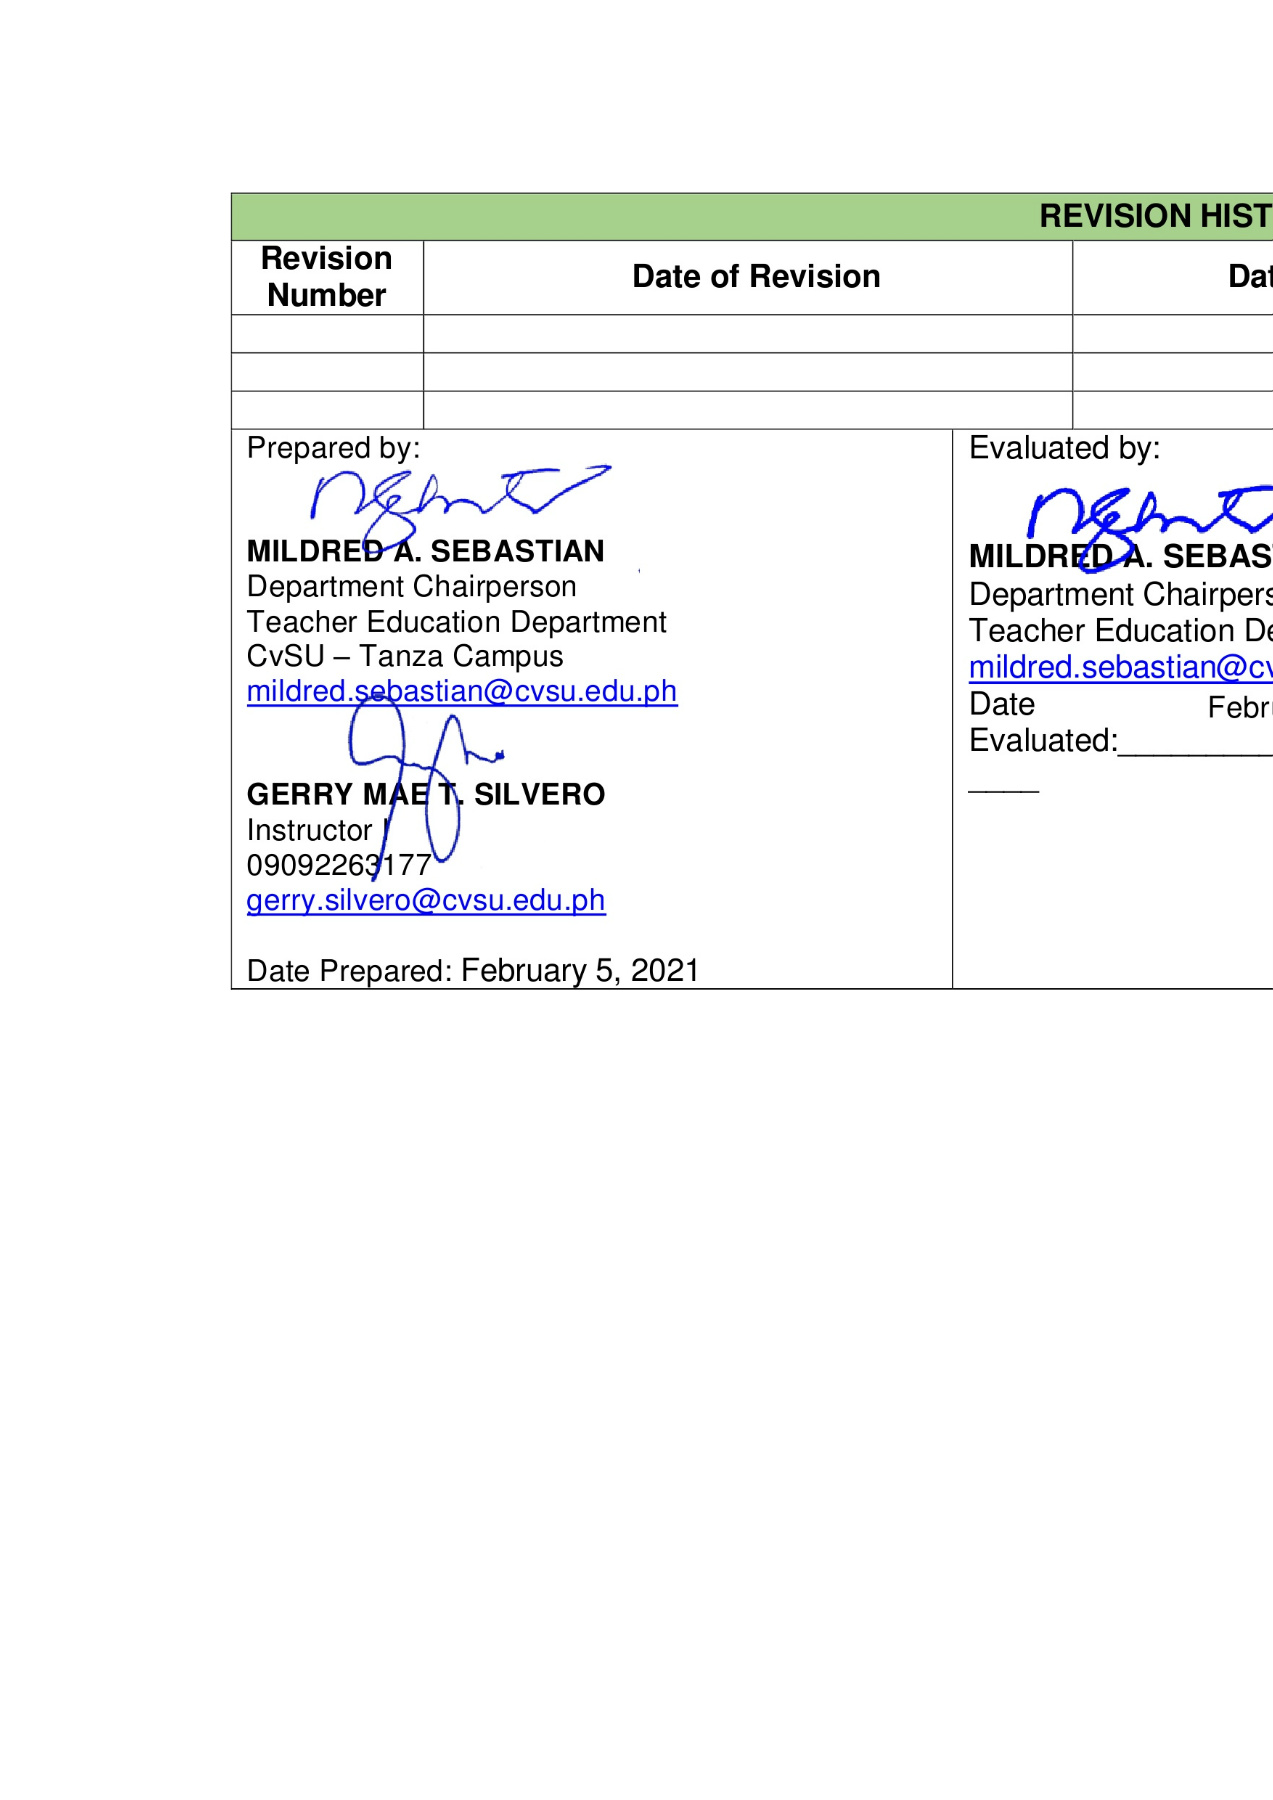 REVISION HIST
Revision Number
Date of Revision
Dat
Prepared by:
MILDRED A. SEBASTIAN
Department Chairperson
Teacher Education Department
CvSU – Tanza Campus
mildred.sebastian@cvsu.edu.ph
GERRY MAE T. SILVERO
Instructor I
09092263177
gerry.silvero@cvsu.edu.ph
Date Prepared: February 5, 2021
Evaluated by:
MILDRED A. SEBAS
Department Chairpers
Teacher Education De
mildred.sebastian@cv
Date Febru
Evaluated:__________
____